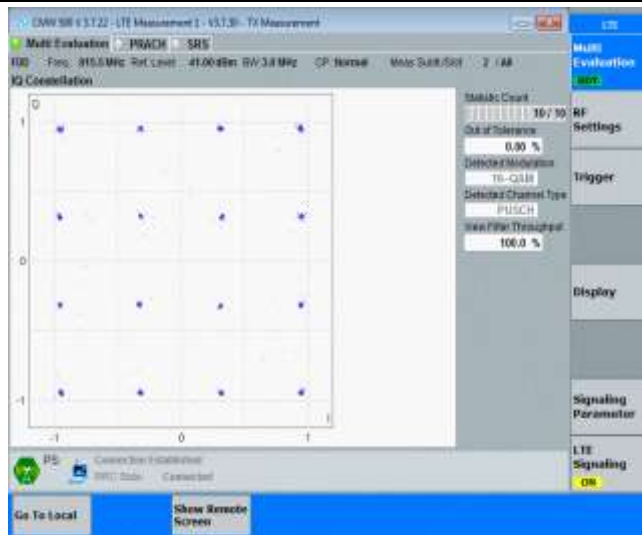 CMW 500 V 3.7.22 - LTE Measurement 1 - V3.7.30 - TX Measurement
LTE
Multi Evaluation PRACH SRS
Multi
Evaluation
RDY
FDD Freq.: Ref. Level: 41.00 dBm BW: 3.0 MHz CP: Normal Meas Subfr./Slot 2 / All
IQ Constellation
Q
Statistic Count
10 / 10
RF
Settings
1
Out of Tolerance
0.00 %
Detected Modulation
16-QAM
Trigger
Detected Channel Type
PUSCH
View Filter Throughput
100.0 %
0
Display
-1
I
-1 0 1
Signaling
Parameter
PS:
Connection Established
RRC State: Connected
LTE
Signaling
ON
Go To Local
Show Remote
Screen